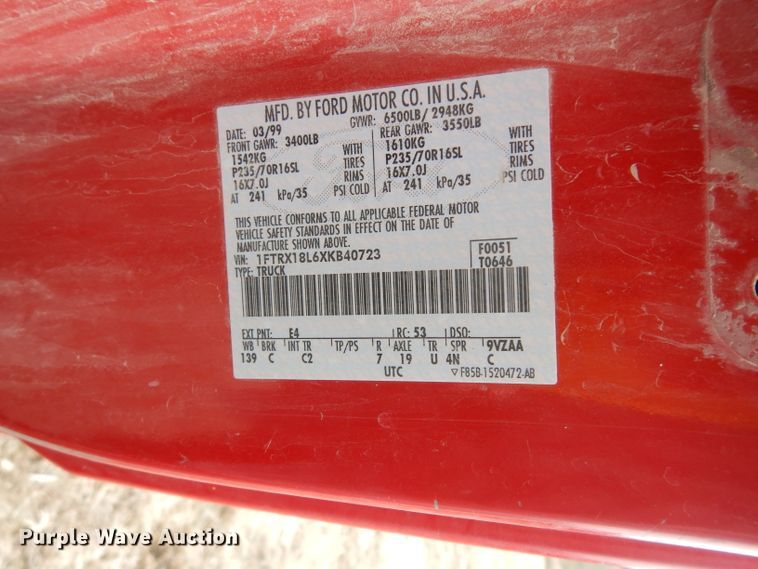 MFD. BY FORD MOTOR CO. IN U.S.A.
DATE: 03/99 GVWR: 6500LB/ 2948KG
FRONT GAWR: 3400LB REAR GAWR: 3550LB
1542KG WITH 1610KG WITH
P235/70R16SL TIRES P235/70R16SL TIRES
16X7.0J RIMS 16X7.0J RIMS
AT 241 kPa/35 PSI COLD AT 241 kPa/35 PSI COLD
THIS VEHICLE CONFORMS TO ALL APPLICABLE FEDERAL MOTOR
VEHICLE SAFETY STANDARDS IN EFFECT ON THE DATE OF
MANUFACTURE SHOWN ABOVE.
VIN: 1FTRX18L6XKB40723 F0051
TYPE: TRUCK T0646
EXT PNT: E4 RC: 53 DSO:
WB BRK INT TR TP/PS R AXLE TR SPR 9VZAA
139 C C2 7 19 U 4N C
UTC ▽ F85B-1520472-AB
Purple Wave Auction